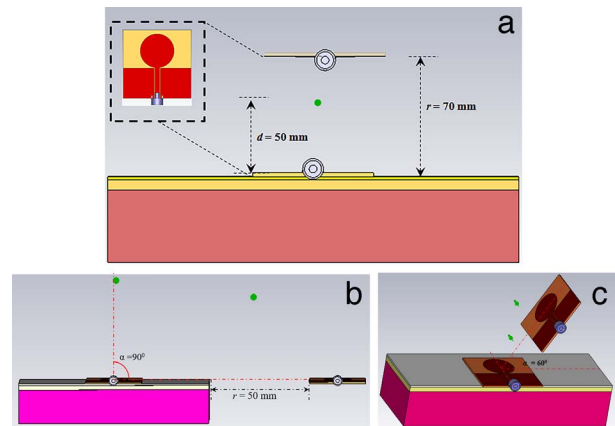 a
r = 70 mm
d = 50 mm
b
α =90⁰
r = 50 mm
c
α = 60⁰